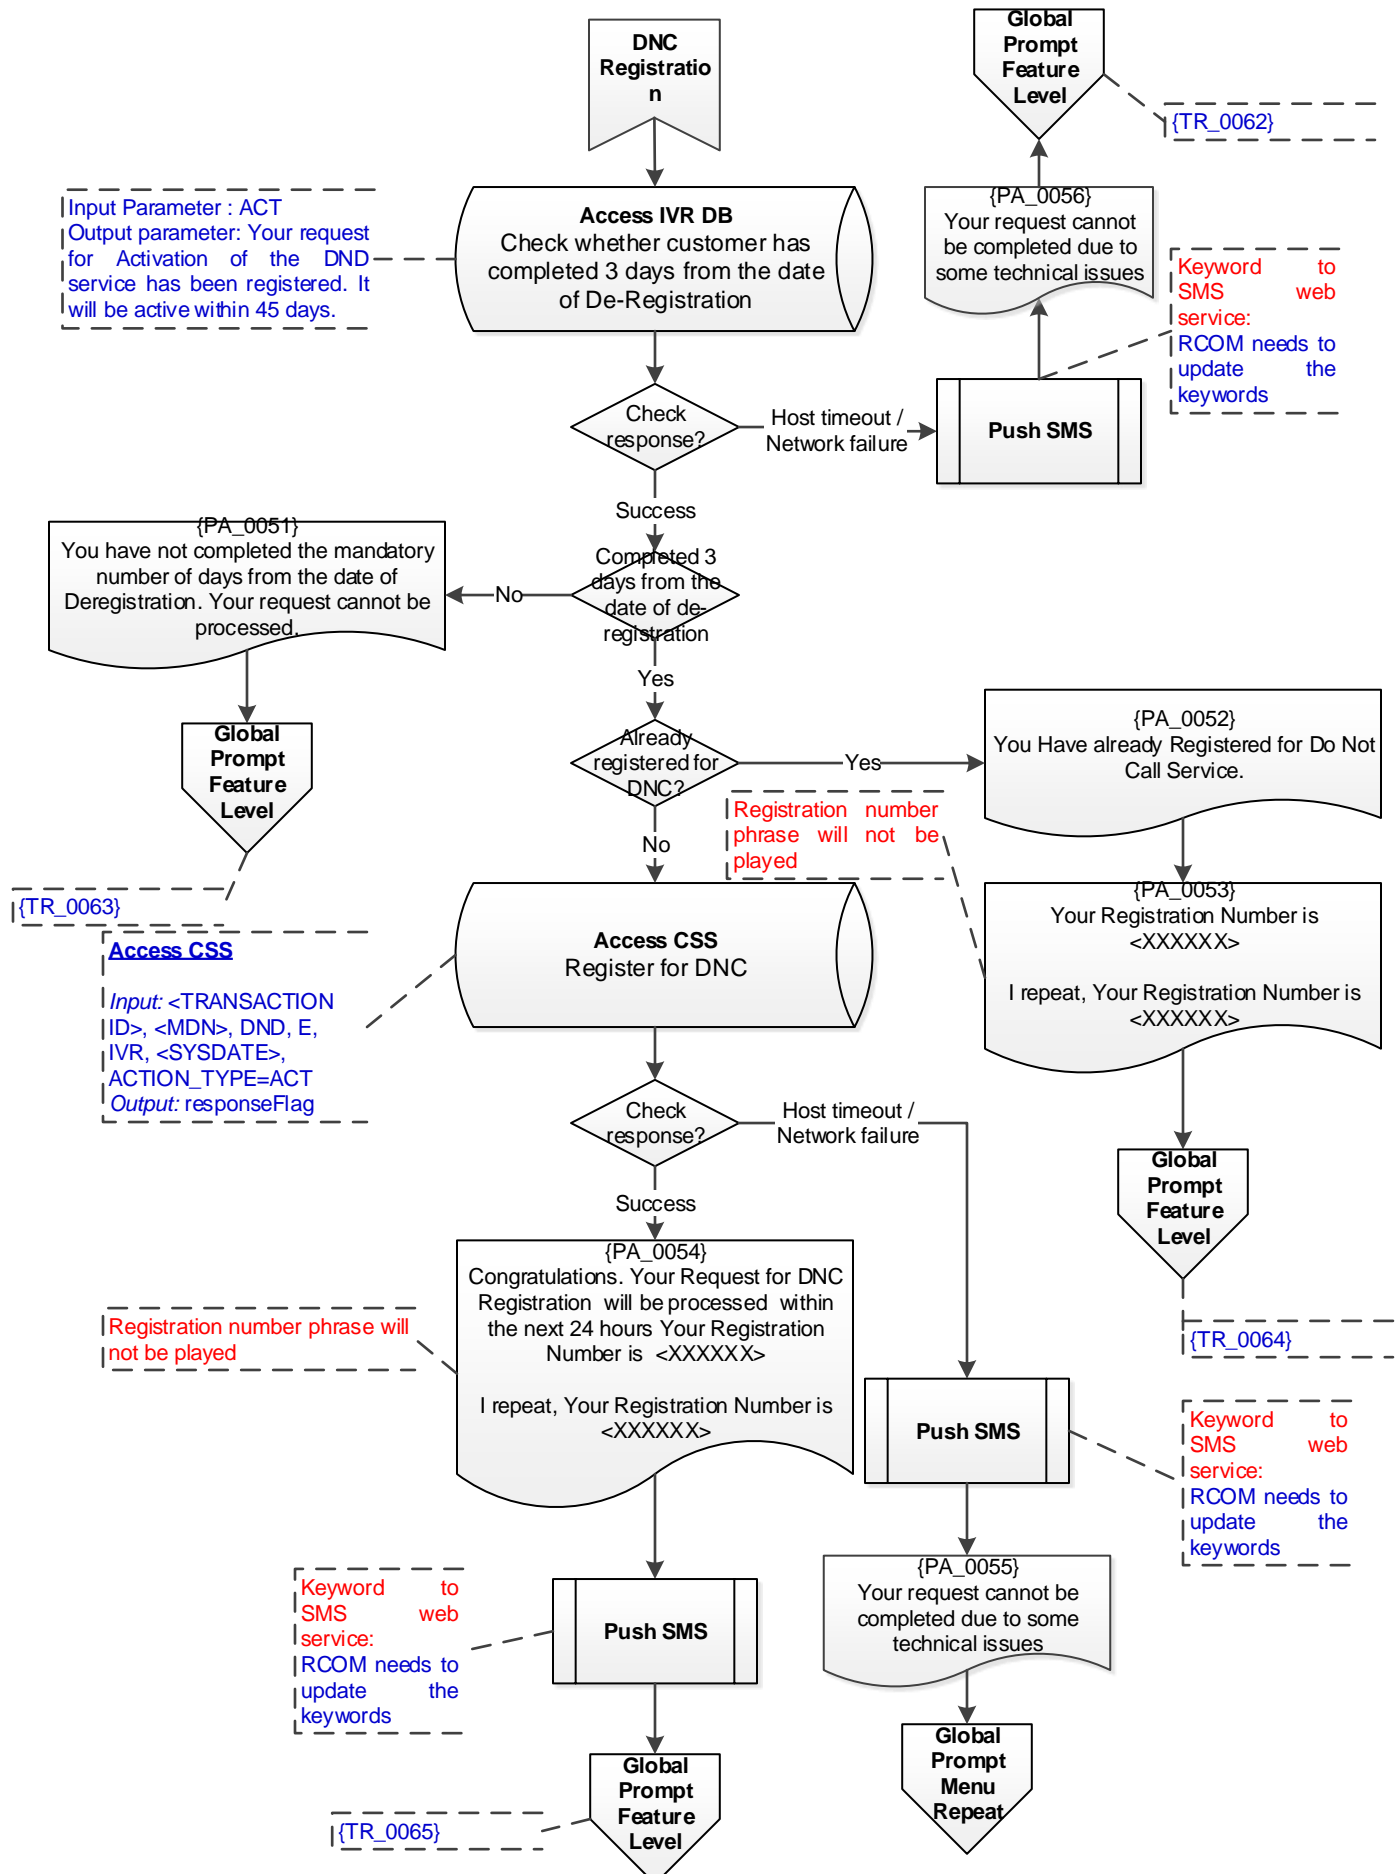 DNC
Registratio
n
Global
Prompt
Feature
Level
{TR_0062}
Input Parameter : ACT
Output parameter: Your request
for Activation of the DND
service has been registered. It
will be active within 45 days.
Access IVR DB
Check whether customer has
completed 3 days from the date
of De-Registration
{PA_0056}
Your request cannot
be completed due to
some technical issues
Keyword to
SMS web
service:
RCOM needs to
update the
keywords
Check
response?
Host timeout /
Network failure
Push SMS
Success
{PA_0051}
You have not completed the mandatory
number of days from the date of
Deregistration. Your request cannot be
processed.
No
Completed 3
days from the
date of de-
registration
Yes
Global
Prompt
Feature
Level
{TR_0063}
Already
registered for
DNC?
Yes
{PA_0052}
You Have already Registered for Do Not
Call Service.
Registration number
phrase will not be
played
No
{PA_0053}
Your Registration Number is
<XXXXXX>
I repeat, Your Registration Number is
<XXXXXX>
Access CSS
Register for DNC
Access CSS
Input: <TRANSACTION
ID>, <MDN>, DND, E,
IVR, <SYSDATE>,
ACTION_TYPE=ACT
Output: responseFlag
Check
response?
Host timeout /
Network failure
Global
Prompt
Feature
Level
{TR_0064}
Success
{PA_0054}
Congratulations. Your Request for DNC
Registration will be processed within
the next 24 hours Your Registration
Number is <XXXXXX>
I repeat, Your Registration Number is
<XXXXXX>
Registration number phrase will
not be played
Push SMS
Keyword to
SMS web
service:
RCOM needs to
update the
keywords
{PA_0055}
Your request cannot be
completed due to some
technical issues
Keyword to
SMS web
service:
RCOM needs to
update the
keywords
Push SMS
Global
Prompt
Menu
Repeat
Global
Prompt
Feature
Level
{TR_0065}